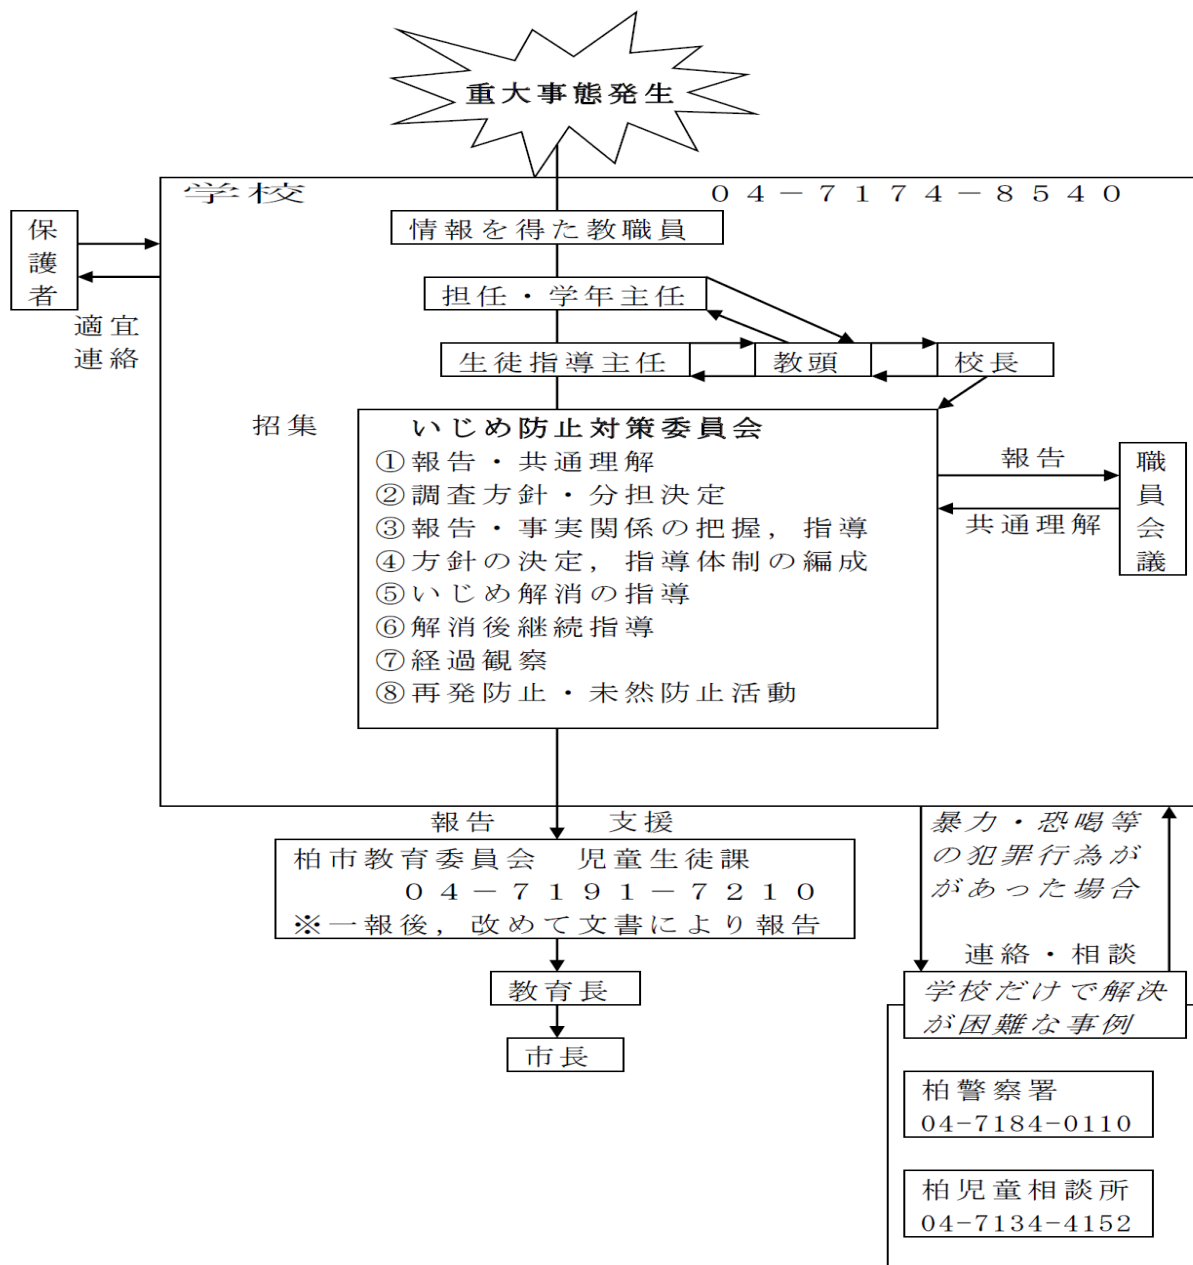 重大事態発生
学校　04－7174－8540
保護者
情報を得た教職員
担任・学年主任
適宜
連絡
生徒指導主任
教頭
校長
招集
いじめ防止対策委員会
①報告・共通理解
②調査方針・分担決定
③報告・事実関係の把握，指導
④方針の決定，指導体制の編成
⑤いじめ解消の指導
⑥解消後継続指導
⑦経過観察
⑧再発防止・未然防止活動
報告
共通理解
職員会議
報告　支援
柏市教育委員会　児童生徒課
04－7191－7210
※一報後，改めて文書により報告
教育長
市長
暴力・恐喝等
の犯罪行為が
があった場合
連絡・相談
学校だけで解決
が困難な事例
柏警察署
04-7184-0110
柏児童相談所
04-7134-4152